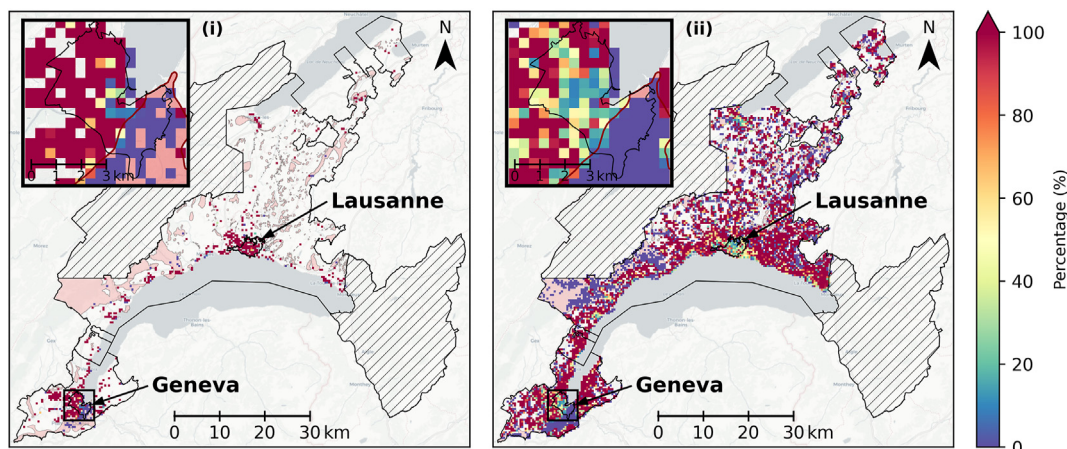 (i)
N
Lausanne
Geneva
0 1 2 3 km
0 10 20 30 km
(ii)
N
Lausanne
Geneva
0 1 2 3 km
0 10 20 30 km
100
80
60
40
20
0
Percentage (%)